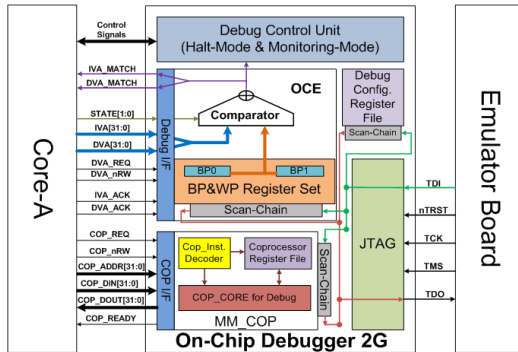 Control
Signals
Debug Control Unit
(Halt-Mode & Monitoring-Mode)
IVA_MATCH
DVA_MATCH
OCE
Debug
Config.
Register
File
Scan-Chain
STATE[1:0]
IVA[31:0]
DVA[31:0]
Debug I/F
Comparator
DVA_REQ
DVA_nRW
IVA_ACK
DVA_ACK
BP0
BP1
BP&WP Register Set
Scan-Chain
Core-A
Emulator Board
JTAG
TDI
nTRST
TCK
TMS
TDO
COP_REQ
COP_nRW
COP_ADDR[31:0]
COP_DIN[31:0]
COP_DOUT[31:0]
COP_READY
COP I/F
Cop_Inst.
Decoder
Coprocessor
Register File
COP_CORE for Debug
Scan-Chain
MM_COP
On-Chip Debugger 2G